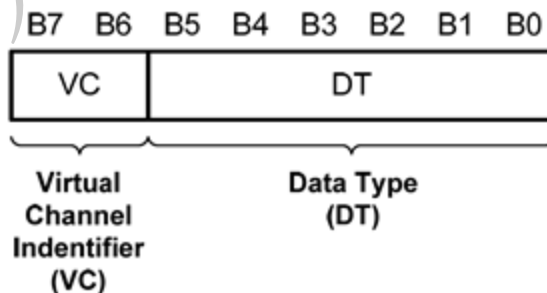 B7 B6 B5 B4 B3 B2 B1 B0
VC DT
Virtual Channel Indentifier (VC)
Data Type (DT)